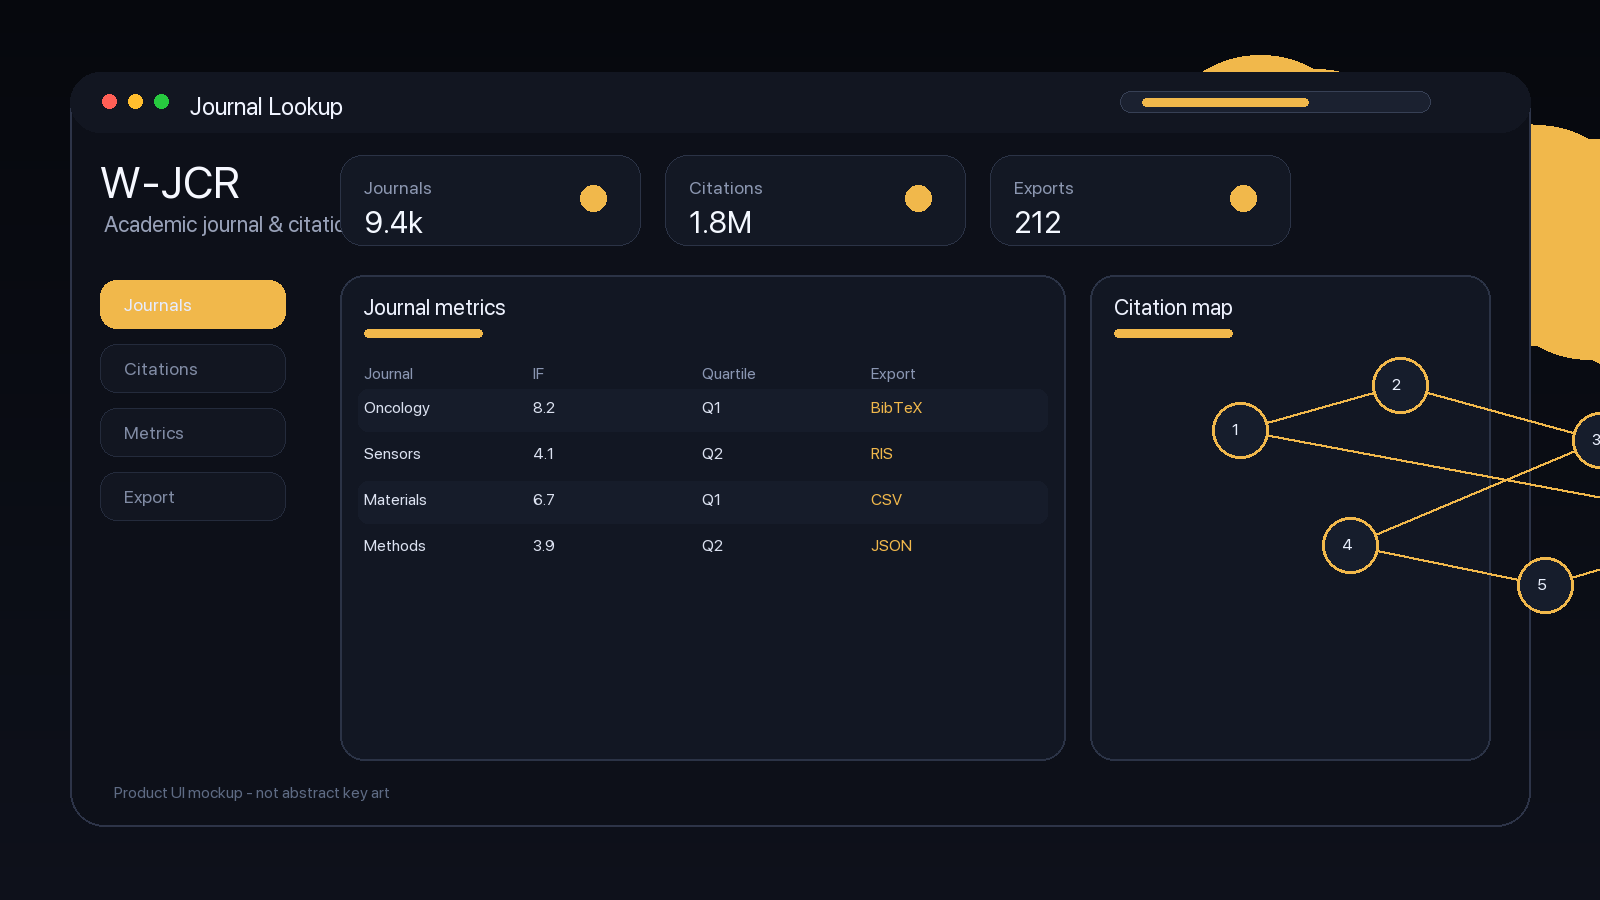 Journal Lookup
W-JCR
Academic journal & citatio
Journals
9.4k
Citations
1.8M
Exports
212
Journals
Citations
Metrics
Export
Journal metrics
Journal IF Quartile Export
Oncology 8.2 Q1 BibTeX
Sensors 4.1 Q2 RIS
Materials 6.7 Q1 CSV
Methods 3.9 Q2 JSON
Citation map
2
1
3
4
5
Product UI mockup - not abstract key art